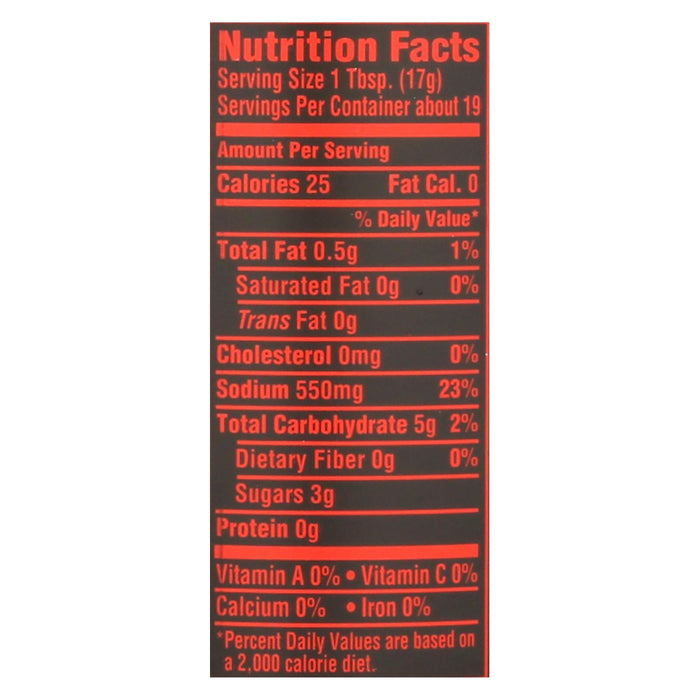 Nutrition Facts
Serving Size 1 Tbsp. (17g)
Servings Per Container about 19
Amount Per Serving
Calories 25 Fat Cal. 0
% Daily Value*
Total Fat 0.5g 1%
Saturated Fat 0g 0%
Trans Fat 0g
Cholesterol 0mg 0%
Sodium 550mg 23%
Total Carbohydrate 5g 2%
Dietary Fiber 0g 0%
Sugars 3g
Protein 0g
Vitamin A 0% • Vitamin C 0%
Calcium 0% • Iron 0%
*Percent Daily Values are based on
a 2,000 calorie diet.